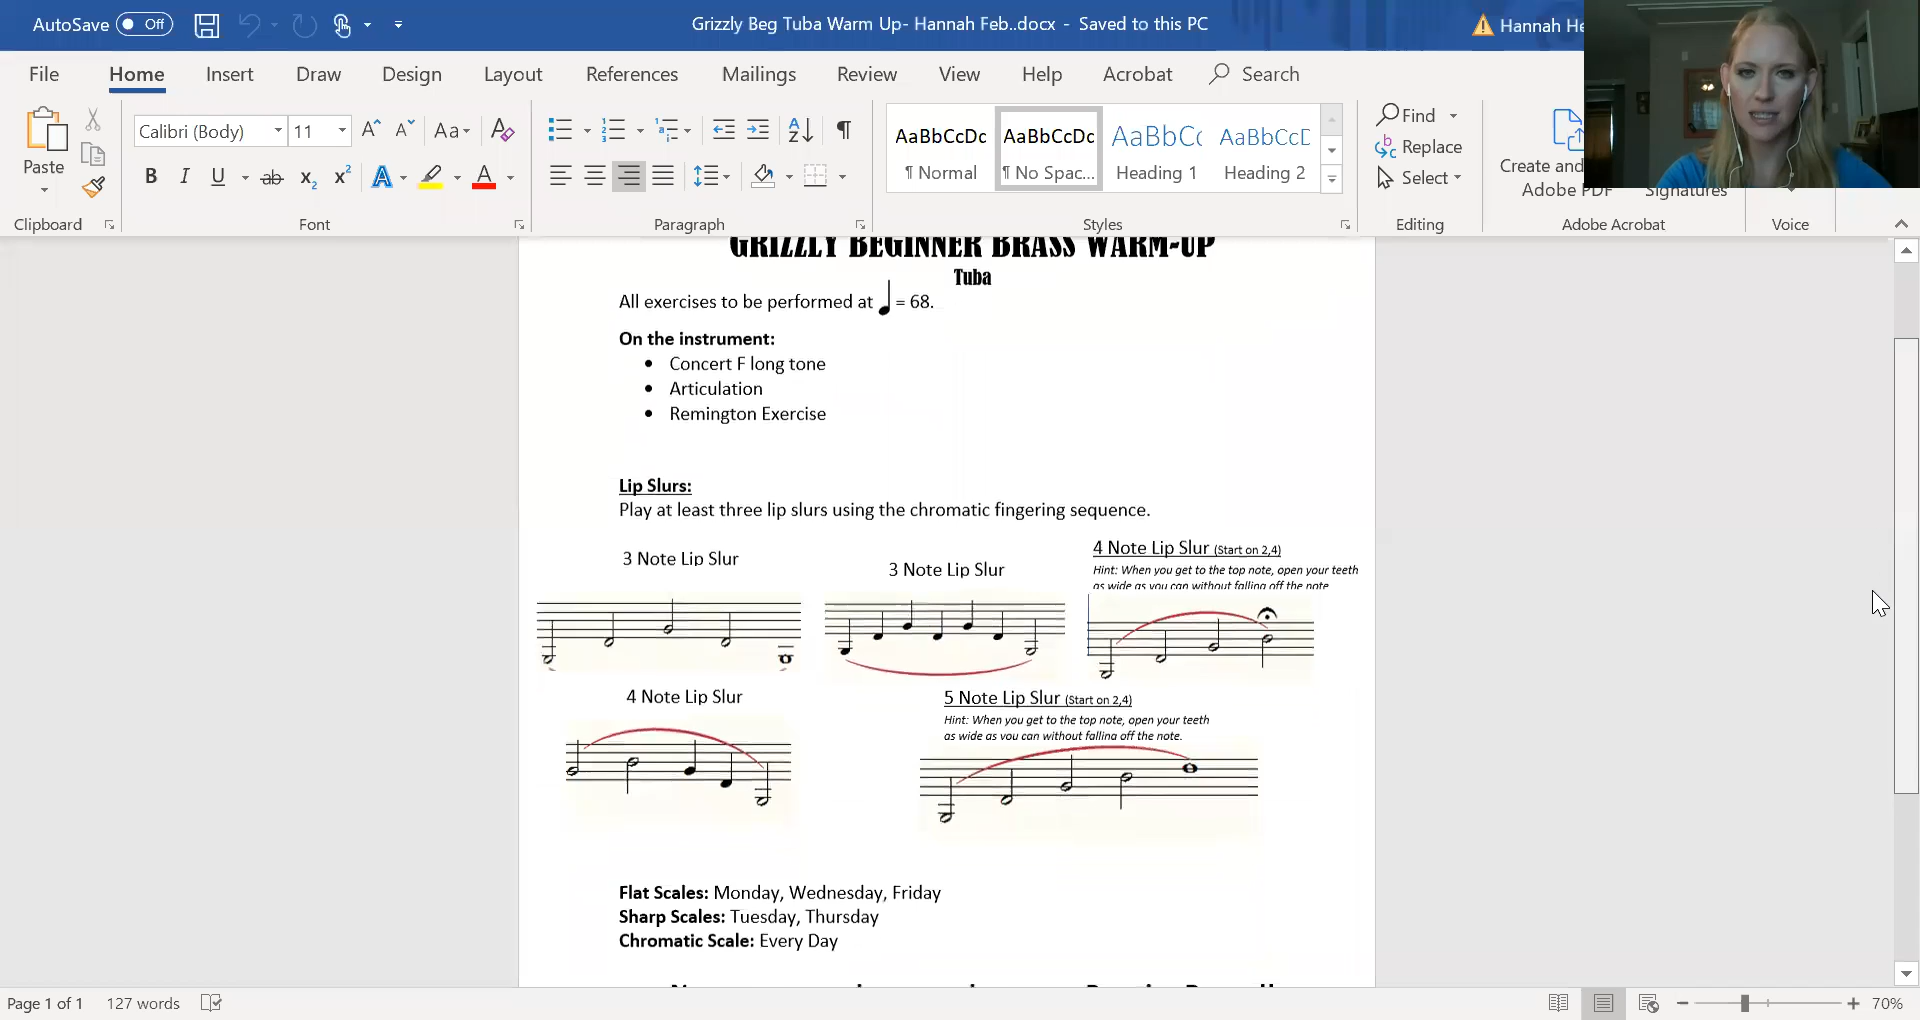 AutoSave Off
Grizzly Beg Tuba Warm Up- Hannah Feb..docx - Saved to this PC
Hannah He
File Home Insert Draw Design Layout References Mailings Review View Help Acrobat Search
Calibri (Body) 11
AaBbCcDc AaBbCcDc AaBbC AaBbCcD
Find
Replace
Select
Paste
¶ Normal ¶ No Spac... Heading 1 Heading 2
Create and
Adobe PDF
Signatures
Clipboard Font Paragraph Styles Editing Adobe Acrobat Voice
GRIZZLY BEGINNER BRASS WARM-UP
Tuba
All exercises to be performed at ♩ = 68.
On the instrument:
• Concert F long tone
• Articulation
• Remington Exercise
Lip Slurs:
Play at least three lip slurs using the chromatic fingering sequence.
3 Note Lip Slur
3 Note Lip Slur
4 Note Lip Slur (Start on 2,4)
Hint: When you get to the top note, open your teeth
as wide as you can without falling off the note
4 Note Lip Slur
5 Note Lip Slur (Start on 2,4)
Hint: When you get to the top note, open your teeth
as wide as you can without falling off the note.
Flat Scales: Monday, Wednesday, Friday
Sharp Scales: Tuesday, Thursday
Chromatic Scale: Every Day
Page 1 of 1 127 words
70%